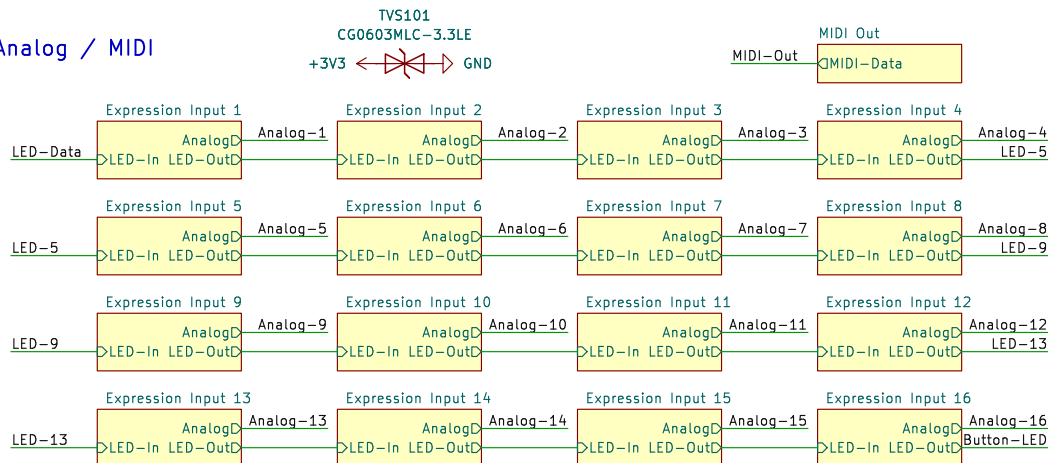 TVS101
CG0603MLC-3.3LE
Analog / MIDI
+3V3 GND
MIDI Out
MIDI-Out MIDI-Data
Expression Input 1 Expression Input 2 Expression Input 3 Expression Input 4
Analog Analog-1 Analog Analog-2 Analog Analog-3 Analog Analog-4
LED-Data LED-In LED-Out LED-In LED-Out LED-In LED-Out LED-In LED-Out LED-5
Expression Input 5 Expression Input 6 Expression Input 7 Expression Input 8
Analog Analog-5 Analog Analog-6 Analog Analog-7 Analog Analog-8
LED-5 LED-In LED-Out LED-In LED-Out LED-In LED-Out LED-In LED-Out LED-9
Expression Input 9 Expression Input 10 Expression Input 11 Expression Input 12
Analog Analog-9 Analog Analog-10 Analog Analog-11 Analog Analog-12
LED-9 LED-In LED-Out LED-In LED-Out LED-In LED-Out LED-In LED-Out LED-13
Expression Input 13 Expression Input 14 Expression Input 15 Expression Input 16
Analog Analog-13 Analog Analog-14 Analog Analog-15 Analog Analog-16
LED-13 LED-In LED-Out LED-In LED-Out LED-In LED-Out LED-In LED-Out Button-LED